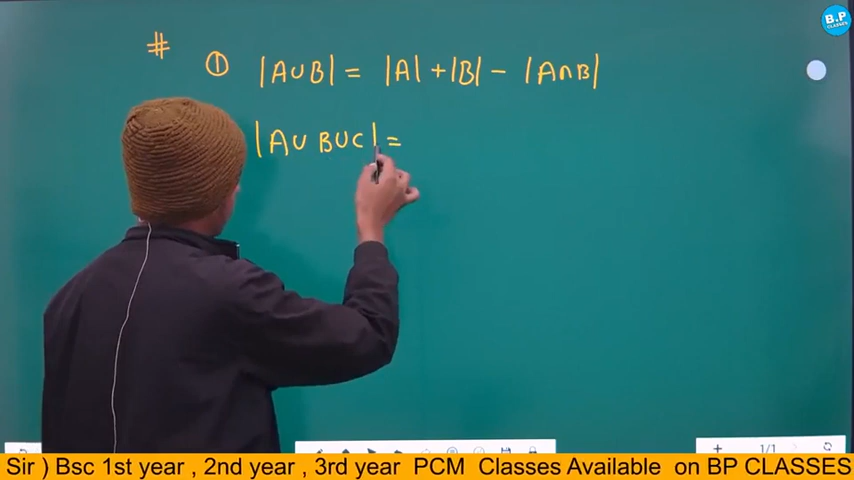 B.P
CLASSES
# ① |A∪B| = |A| + |B| - |A∩B|
|A∪B∪C| =
1/1
Sir ) Bsc 1st year , 2nd year , 3rd year PCM Classes Available on BP CLASSES